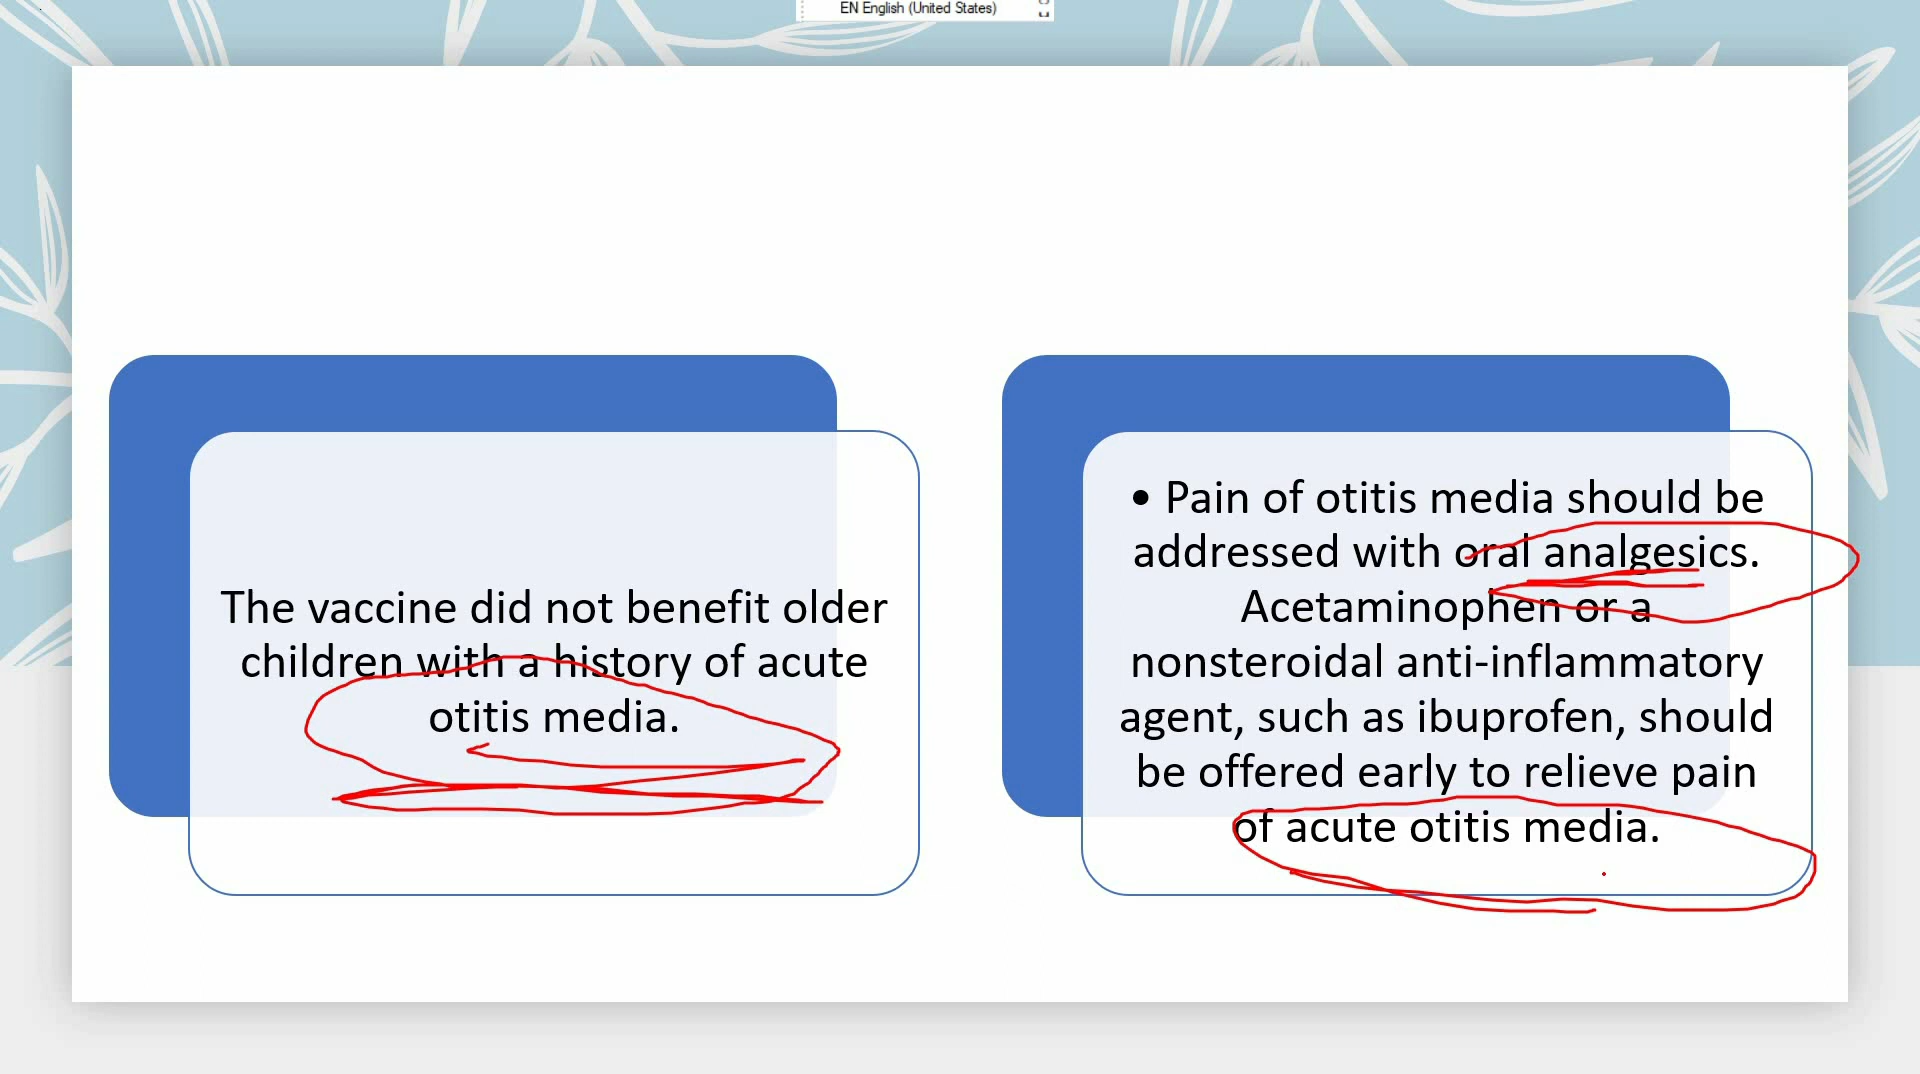 EN English (United States)
The vaccine did not benefit older
children with a history of acute
otitis media.
• Pain of otitis media should be
addressed with oral analgesics.
Acetaminophen or a
nonsteroidal anti-inflammatory
agent, such as ibuprofen, should
be offered early to relieve pain
of acute otitis media.